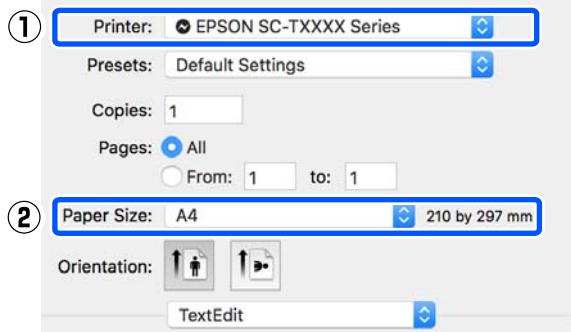 ① Printer: EPSON SC-TXXXX Series
Presets: Default Settings
Copies: 1
Pages: All
From: 1 to: 1
② Paper Size: A4 210 by 297 mm
Orientation:
TextEdit